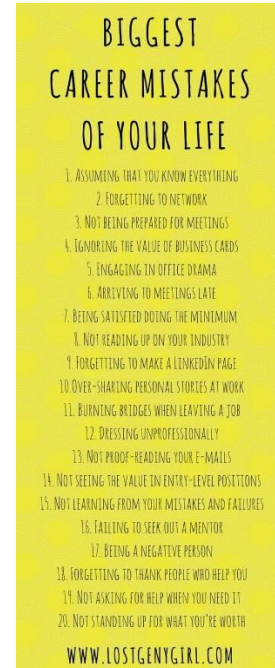 BIGGEST
CAREER MISTAKES
OF YOUR LIFE
1. ASSUMING THAT YOU KNOW EVERYTHING
2. FORGETTING TO NETWORK
3. NOT BEING PREPARED FOR MEETINGS
4. IGNORING THE VALUE OF BUSINESS CARDS
5. ENGAGING IN OFFICE DRAMA
6. ARRIVING TO MEETINGS LATE
7. BEING SATISFIED DOING THE MINIMUM
8. NOT READING UP ON YOUR INDUSTRY
9. FORGETTING TO MAKE A LINKEDIN PAGE
10.OVER-SHARING PERSONAL STORIES AT WORK
11. BURNING BRIDGES WHEN LEAVING A JOB
12. DRESSING UNPROFESSIONALLY
13. NOT PROOF-READING YOUR E-MAILS
14. NOT SEEING THE VALUE IN ENTRY-LEVEL POSITIONS
15. NOT LEARNING FROM YOUR MISTAKES AND FAILURES
16. FAILING TO SEEK OUT A MENTOR
17. BEING A NEGATIVE PERSON
18. FORGETTING TO THANK PEOPLE WHO HELP YOU
19. NOT ASKING FOR HELP WHEN YOU NEED IT
20. NOT STANDING UP FOR WHAT YOU'RE WORTH
WWW.LOSTGENYGIRL.COM